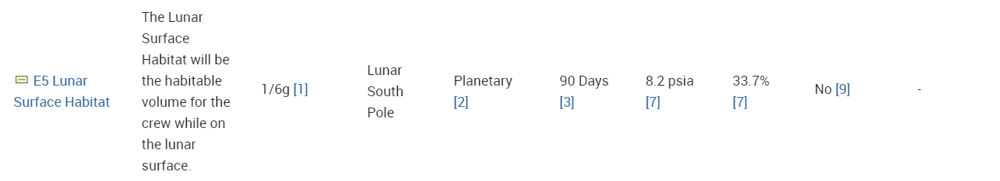 E5 Lunar
Surface Habitat
The Lunar
Surface
Habitat will be
the habitable
volume for the
crew while on
the lunar
surface.
1/6g [1]
Lunar
South
Pole
Planetary
[2]
90 Days
[3]
8.2 psia
[7]
33.7%
[7]
No [9]
-